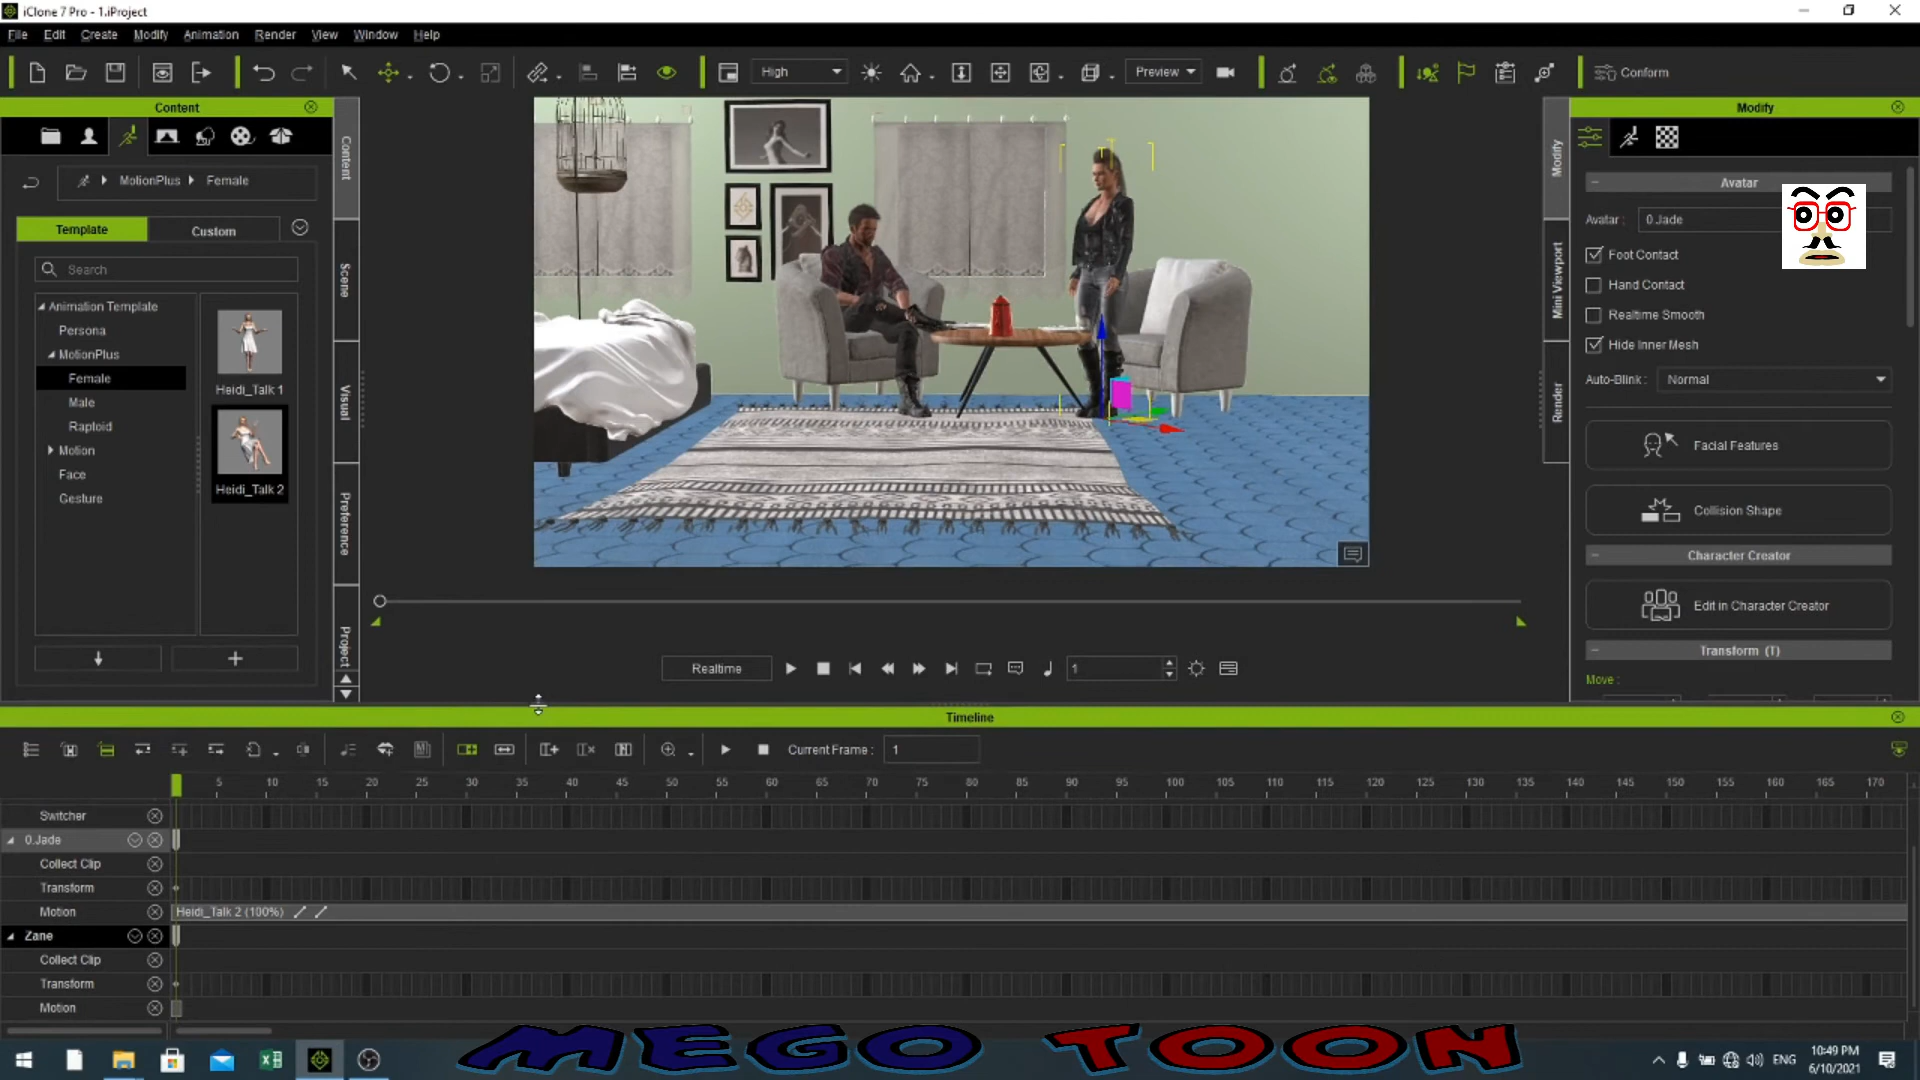 iClone 7 Pro - 1.iProject
File Edit Create Modify Animation Render View Window Help
High Preview Conform
Content
MotionPlus Female
Template Custom
Search
Animation Template
Persona
MotionPlus
Female
Male
Raploid
Motion
Face
Gesture
Heidi_Talk 1
Heidi_Talk 2
Content
Scene
Visual
Preference
Project
Realtime 1
Modify
Mini Viewport
Render
Modify
Avatar
Avatar : 0.Jade
Foot Contact
Hand Contact
Realtime Smooth
Hide Inner Mesh
Auto-Blink : Normal
Facial Features
Collision Shape
Character Creator
Edit in Character Creator
Transform (T)
Move :
Timeline
Current Frame : 1
5 10 15 20 25 30 35 40 45 50 55 60 65 70 75 80 85 90 95 100 105 110 115 120 125 130 135 140 145 150 155 160 165 170
Switcher
0.Jade
Collect Clip
Transform
Motion Heidi_Talk 2 (100%)
Zane
Collect Clip
Transform
Motion
MEGO TOON
ENG
10:49 PM
6/10/2021